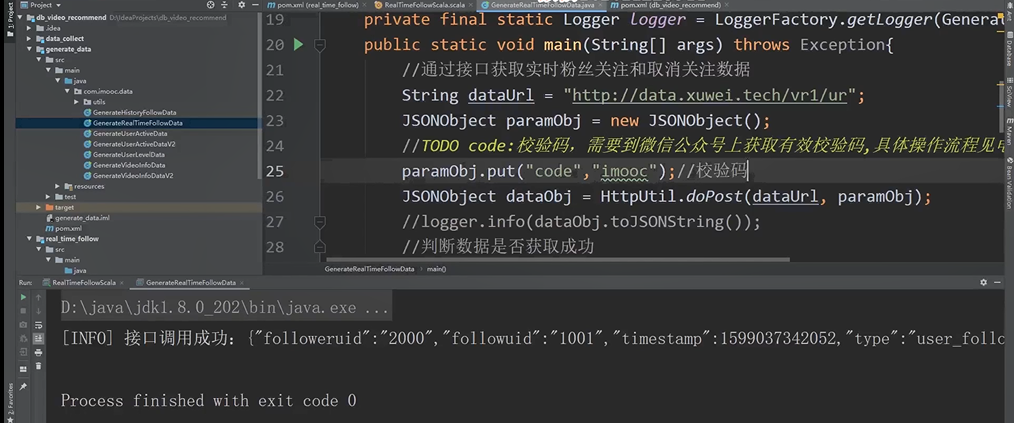 Project
pom.xml (real_time_follow)
RealTimeFollowScala.scala
GenerateRealTimeFollowData.java
pom.xml (db_video_recommend)
db_video_recommend D:\IdeaProjects\db_video_recommend
.idea
data_collect
generate_data
src
main
java
com.imooc.data
utils
GenerateHistoryFollowData
GenerateRealTimeFollowData
GenerateUserActiveData
GenerateUserActiveDataV2
GenerateUserLevelData
GenerateVideoInfoData
GenerateVideoInfoDataV2
resources
test
target
generate_data.iml
pom.xml
real_time_follow
src
main
java
19 private final static Logger logger = LoggerFactory.getLogger(Genera
20 public static void main(String[] args) throws Exception{
21 //通过接口获取实时粉丝关注和取消关注数据
22 String dataUrl = "http://data.xuwei.tech/vr1/ur";
23 JSONObject paramObj = new JSONObject();
24 //TODO code:校验码，需要到微信公众号上获取有效校验码,具体操作流程见电
25 paramObj.put("code","imooc");//校验码
26 JSONObject dataObj = HttpUtil.doPost(dataUrl, paramObj);
27 //logger.info(dataObj.toJSONString());
28 //判断数据是否获取成功
GenerateRealTimeFollowData
main()
1: Project
Ant
Database
SciView
Maven
Bean Validation
Run:
RealTimeFollowScala
GenerateRealTimeFollowData
D:\java\jdk1.8.0_202\bin\java.exe ...
[INFO] 接口调用成功：{"followeruid":"2000","followuid":"1001","timestamp":1599037342052,"type":"user_follo
Process finished with exit code 0
2: Favorites